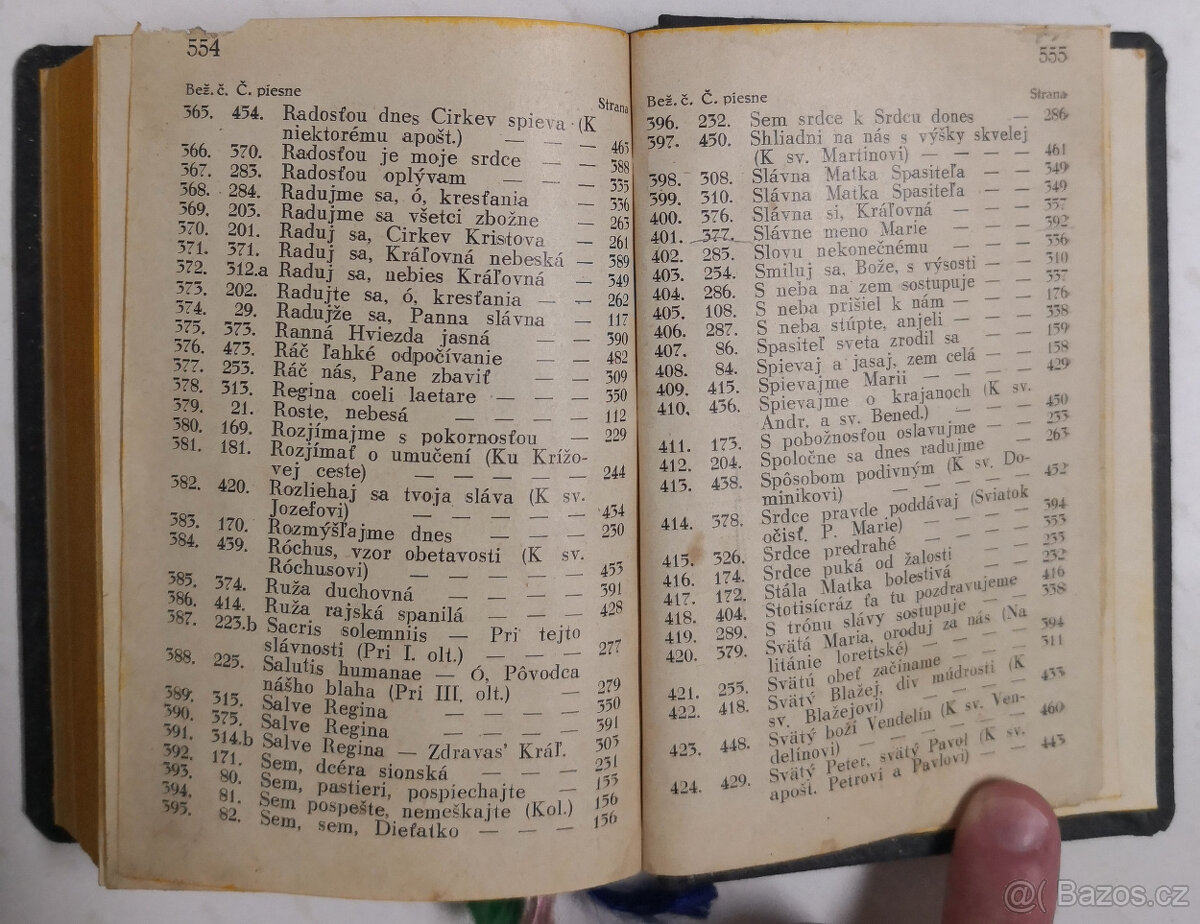 554
Bež. č. Č. piesne Strana
365. 454. Radosťou dnes Cirkev spieva (K
niektorému apošt.) — — — 465
366. 370. Radosťou je moje srdce — — 388
367. 283. Radosťou oplývam — — — 335
368. 284. Radujme sa, ó, kresťania — — 336
369. 203. Radujme sa všetci zbožne — 263
370. 201. Raduj sa, Cirkev Kristova — 261
371. 371. Raduj sa, Kráľovná nebeská — 389
372. 312.a Raduj sa, nebies Kráľovná — 349
373. 202. Radujte sa, ó, kresťania — — 262
374. 29. Radujže sa, Panna slávna — 117
375. 373. Ranná Hviezda jasná — — 390
376. 473. Ráč ľahké odpočívanie — — 482
377. 253. Ráč nás, Pane zbaviť — — 309
378. 313. Regina coeli laetare — — — 350
379. 21. Roste, nebesá — — — — 112
380. 169. Rozjímajme s pokornosťou — 229
381. 181. Rozjímať o umučení (Ku Krížo-
vej ceste) — — — — — 244
382. 420. Rozliehaj sa tvoja sláva (K sv.
Jozefovi) — — — — — 434
383. 170. Rozmýšľajme dnes — — — 230
384. 439. Róchus, vzor obetavosti (K sv.
Róchusovi) — — — — — 453
385. 374. Ruža duchovná — — — — 391
386. 414. Ruža rajská spanilá — — — 428
387. 223.b Sacris solemniis — Pri tejto
slávnosti (Pri I. olt.) — — — 277
388. 225. Salutis humanae — Ó, Pôvodca
nášho blaha (Pri III. olt.) — 279
389. 315. Salve Regina — — — — 350
390. 375. Salve Regina — — — — 391
391. 314.b Salve Regina — Zdravas' Kráľ. 303
392. 171. Sem, dcéra sionská — — — 231
393. 80. Sem, pastieri, pospiechajte — 155
394. 81. Sem pospešte, nemeškajte (Kol.) 156
395. 82. Sem, sem, Dieťatko — — — 156
555
Bež. č. Č. piesne Strana
396. 232. Sem srdce k Srdcu dones — 286
397. 450. Shliadni na nás s výšky skvelej
(K sv. Martinovi) — — — — 461
398. 308. Slávna Matka Spasiteľa — — 349
399. 310. Slávna Matka Spasiteľa — — 349
400. 376. Slávna si, Kráľovná — — — 337
401. 377. Slávne meno Marie — — — 392
402. 285. Slovu nekonečnému — — — 336
403. 254. Smiluj sa, Bože, s výsosti — — 310
404. 286. S neba na zem sostupuje — — 337
405. 108. S neba prišiel k nám — — — 176
406. 287. S neba stúpte, anjeli — — — 338
407. 86. Spasiteľ sveta zrodil sa — — 159
408. 84. Spievaj a jasaj, zem celá — — 158
409. 415. Spievajme Marii — — — — 429
410. 436. Spievajme o krajanoch (K sv.
Andr. a sv. Bened.) — — — 450
411. 173. S pobožnosťou oslavujme — — 233
412. 204. Spoločne sa dnes radujme — 263
413. 438. Spôsobom podivným (K sv. Do-
minikovi) — — — — — 452
414. 378. Srdce pravde poddávaj (Sviatok
očisť. P. Marie) — — — — 394
415. 326. Srdce predrahé — — — — 353
416. 174. Srdce puká od žalosti — — 233
417. 172. Stála Matka bolestivá — — 232
418. 404. Stotisícráz ťa tu pozdravujeme 416
419. 289. S trónu slávy sostupuje — — 338
420. 379. Svätá Maria, oroduj za nás (Na
litánie lorettské) — — — — 394
421. 255. Svätú obeť začíname — — — 311
422. 418. Svätý Blažej, div múdrosti (K
sv. Blažejovi) — — — — 433
423. 448. Svätý boží Vendelín (K sv. Ven-
delínovi) — — — — — 460
424. 429. Svätý Peter, svätý Pavol (K sv.
apošt. Petrovi a Pavlovi) — — 443
@( Bazos.cz